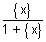 {x}
1 + {x}